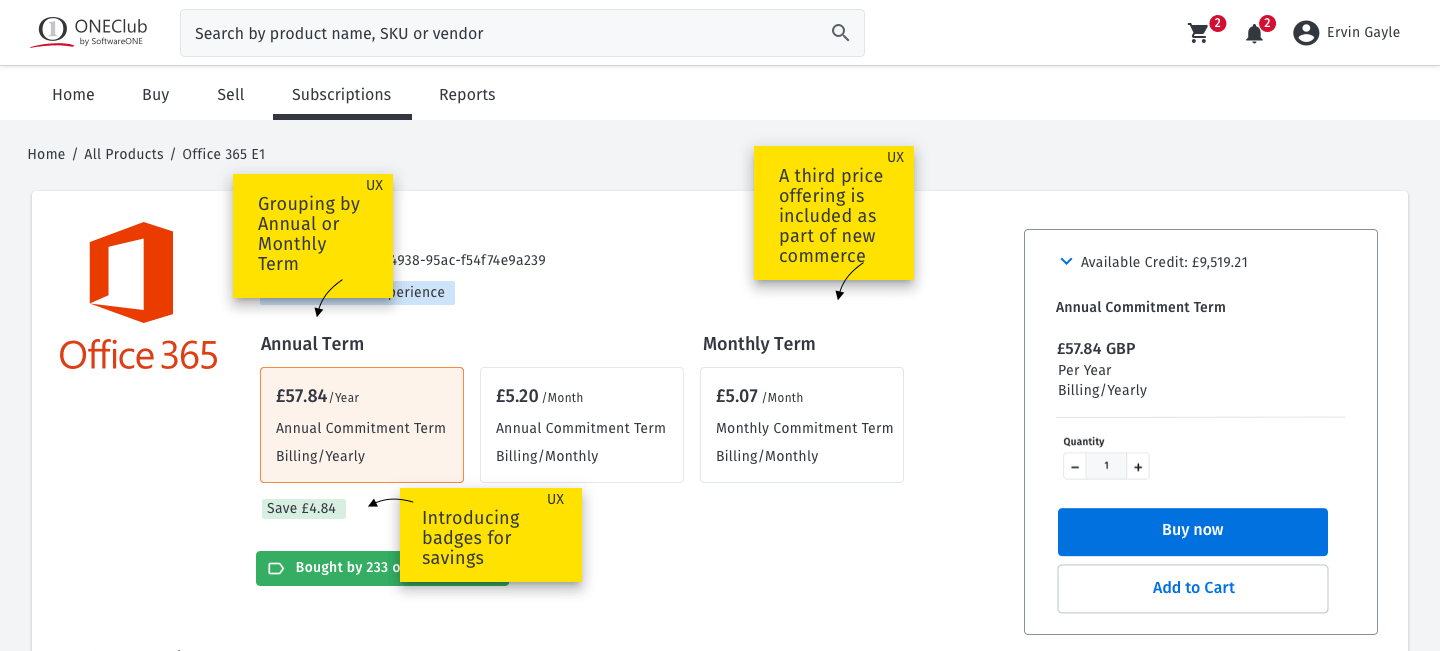 ONEClub
by SoftwareONE
Search by product name, SKU or vendor
2
2
Ervin Gayle
Home
Buy
Sell
Subscriptions
Reports
Home / All Products / Office 365 E1
UX
Grouping by
Annual or
Monthly
Term
UX
A third price
offering is
included as
part of new
commerce
4938-95ac-f54f74e9a239
Office 365
Annual Term
Monthly Term
£57.84/Year
Annual Commitment Term
Billing/Yearly
£5.20 /Month
Annual Commitment Term
Billing/Monthly
£5.07 /Month
Monthly Commitment Term
Billing/Monthly
Save £4.84
UX
Introducing
badges for
savings
Bought by 233
Available Credit: £9,519.21
Annual Commitment Term
£57.84 GBP
Per Year
Billing/Yearly
Quantity
− 1 +
Buy now
Add to Cart